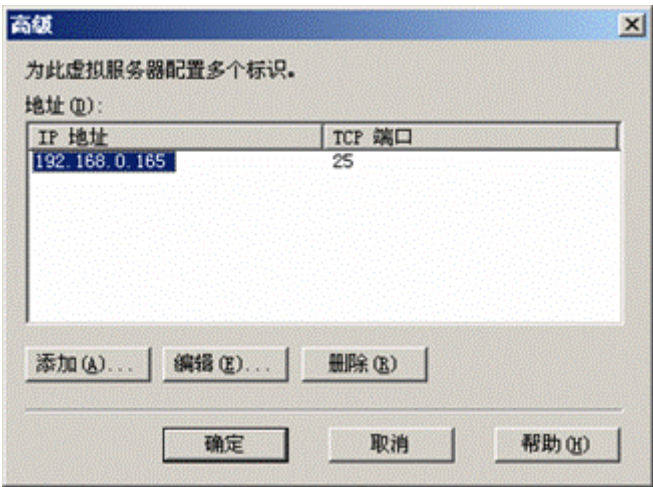 高级
为此虚拟服务器配置多个标识。
地址(D):
IP 地址 TCP 端口
192.168.0.165 25
添加(A)... 编辑(E)... 删除(R)
确定 取消 帮助(H)